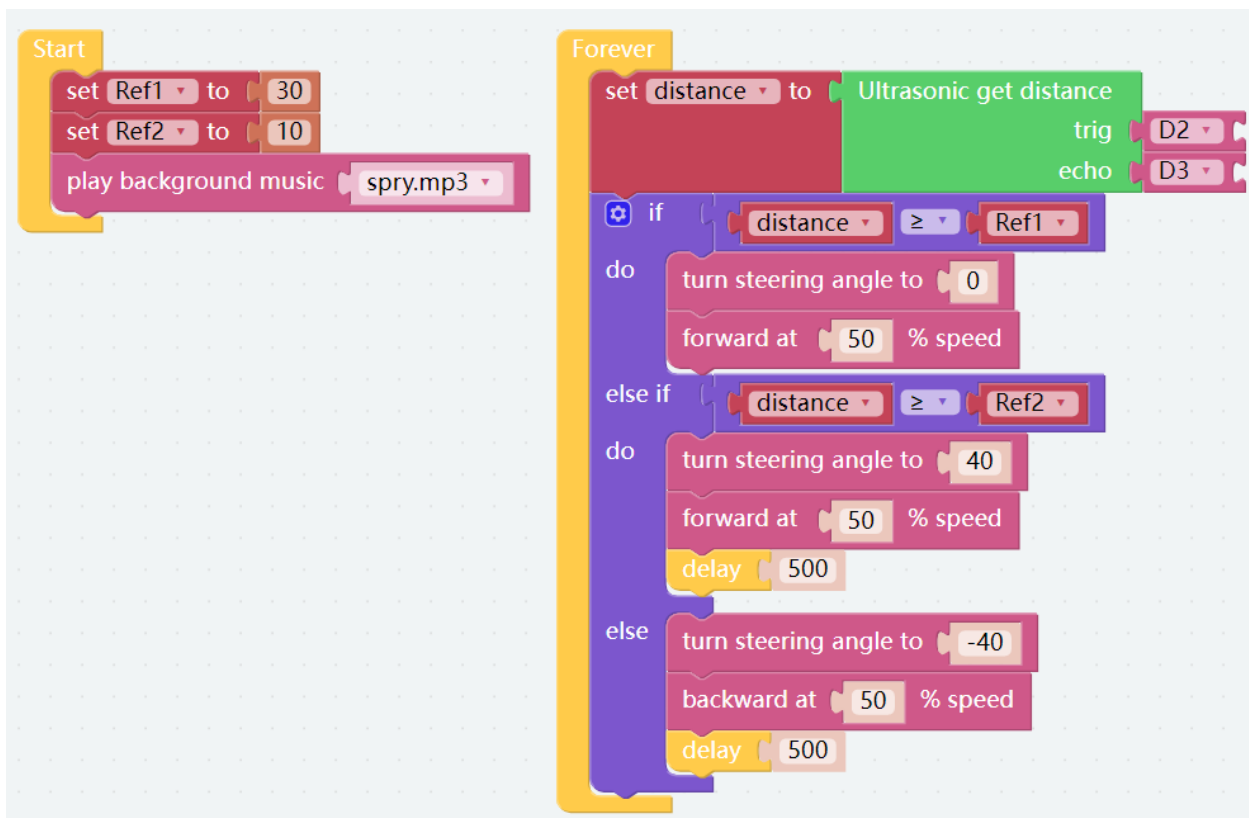 Start
set Ref1 to 30
set Ref2 to 10
play background music spry.mp3
Forever
set distance to Ultrasonic get distance
trig D2
echo D3
if distance ≥ Ref1
do turn steering angle to 0
forward at 50 % speed
else if distance ≥ Ref2
do turn steering angle to 40
forward at 50 % speed
delay 500
else turn steering angle to -40
backward at 50 % speed
delay 500